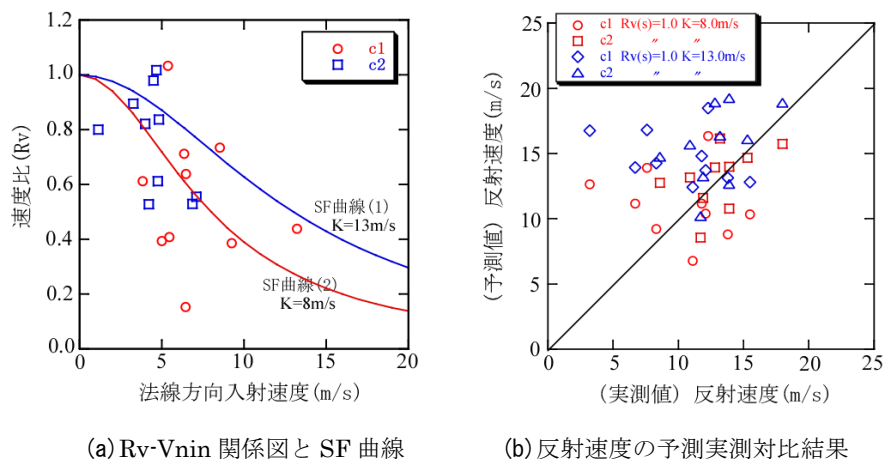 c1
c2
1.2
1.0
0.8
0.6
0.4
0.2
0.0
速度比(Rv)
SF曲線(1)
K=13m/s
SF曲線(2)
K=8m/s
0 5 10 15 20
法線方向入射速度(m/s)
(a) Rv-Vnin 関係図と SF 曲線
c1 Rv(s)=1.0 K=8.0m/s
c2 〃 〃
c1 Rv(s)=1.0 K=13.0m/s
c2 〃 〃
25
20
15
10
5
0
(予測値) 反射速度(m/s)
0 5 10 15 20 25
(実測値) 反射速度(m/s)
(b) 反射速度の予測実測対比結果